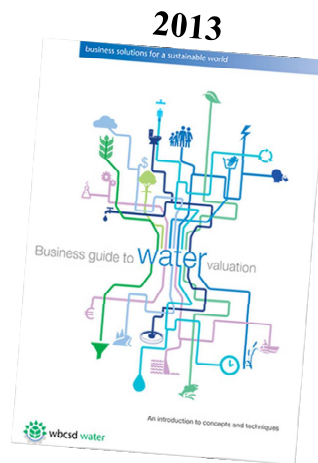 2013
business solutions for a sustainable world
Business guide to water valuation
An introduction to concepts and techniques
wbcsd water